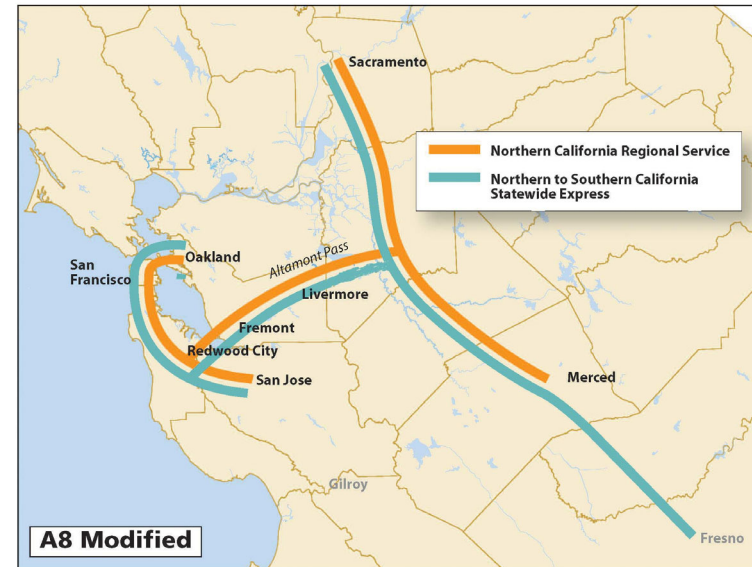 Sacramento
Northern California Regional Service
Northern to Southern California
Statewide Express
Oakland
San
Francisco
Altamont Pass
Livermore
Fremont
Redwood City
San Jose
Merced
Gilroy
A8 Modified
Fresno